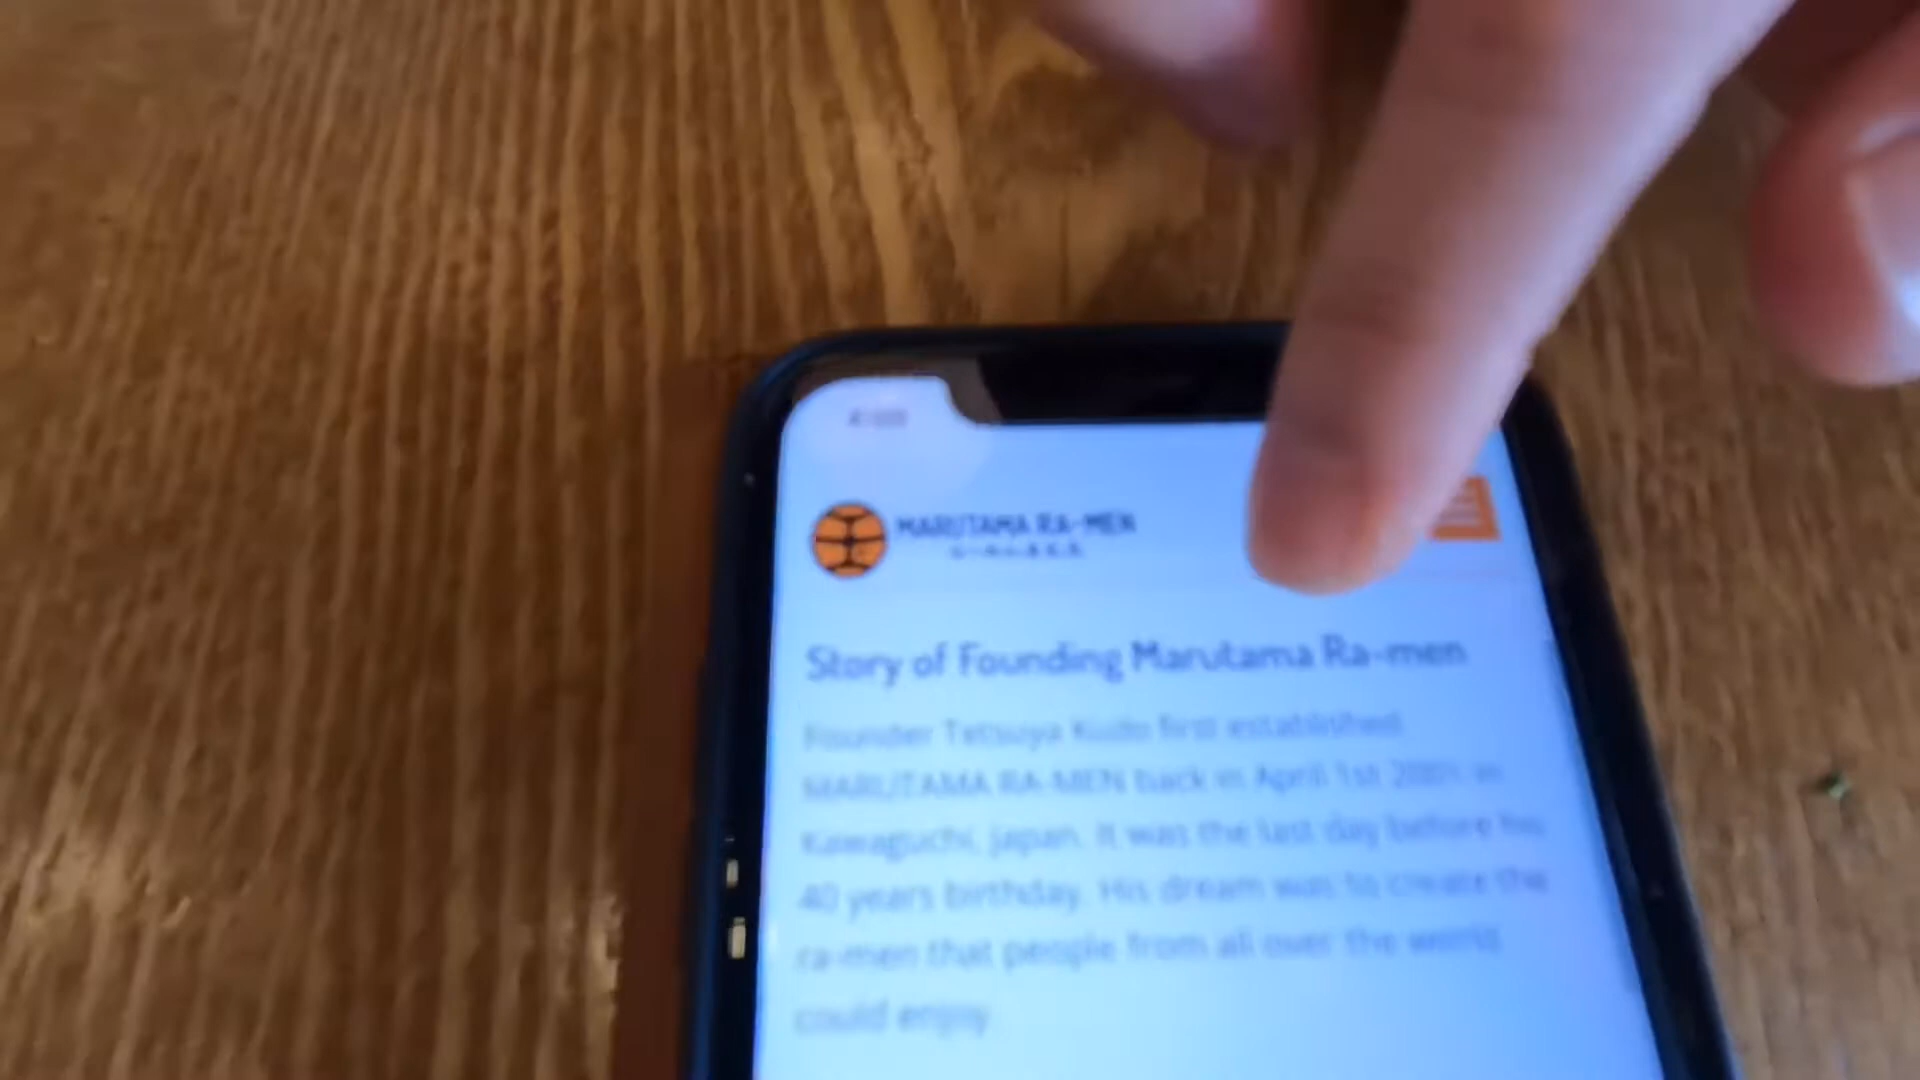 MARUTAMA RA-MEN
Story of Founding Marutama Ra-men
Founder Tetsuya Kudo first established
MARUTAMA RA-MEN back in April 1st 2001 in
Kawaguchi, japan. It was the last day before his
40 years birthday. His dream was to create the
ra-men that people from all over the world
could enjoy